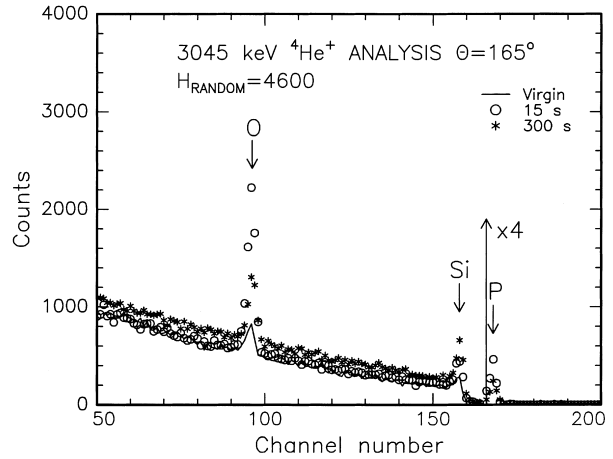 3045 keV ⁴He⁺ ANALYSIS Θ=165°
H_RANDOM=4600
Virgin
15 s
300 s
O
x4
Si
P
Counts
4000
3000
2000
1000
0
50
100
150
200
Channel number